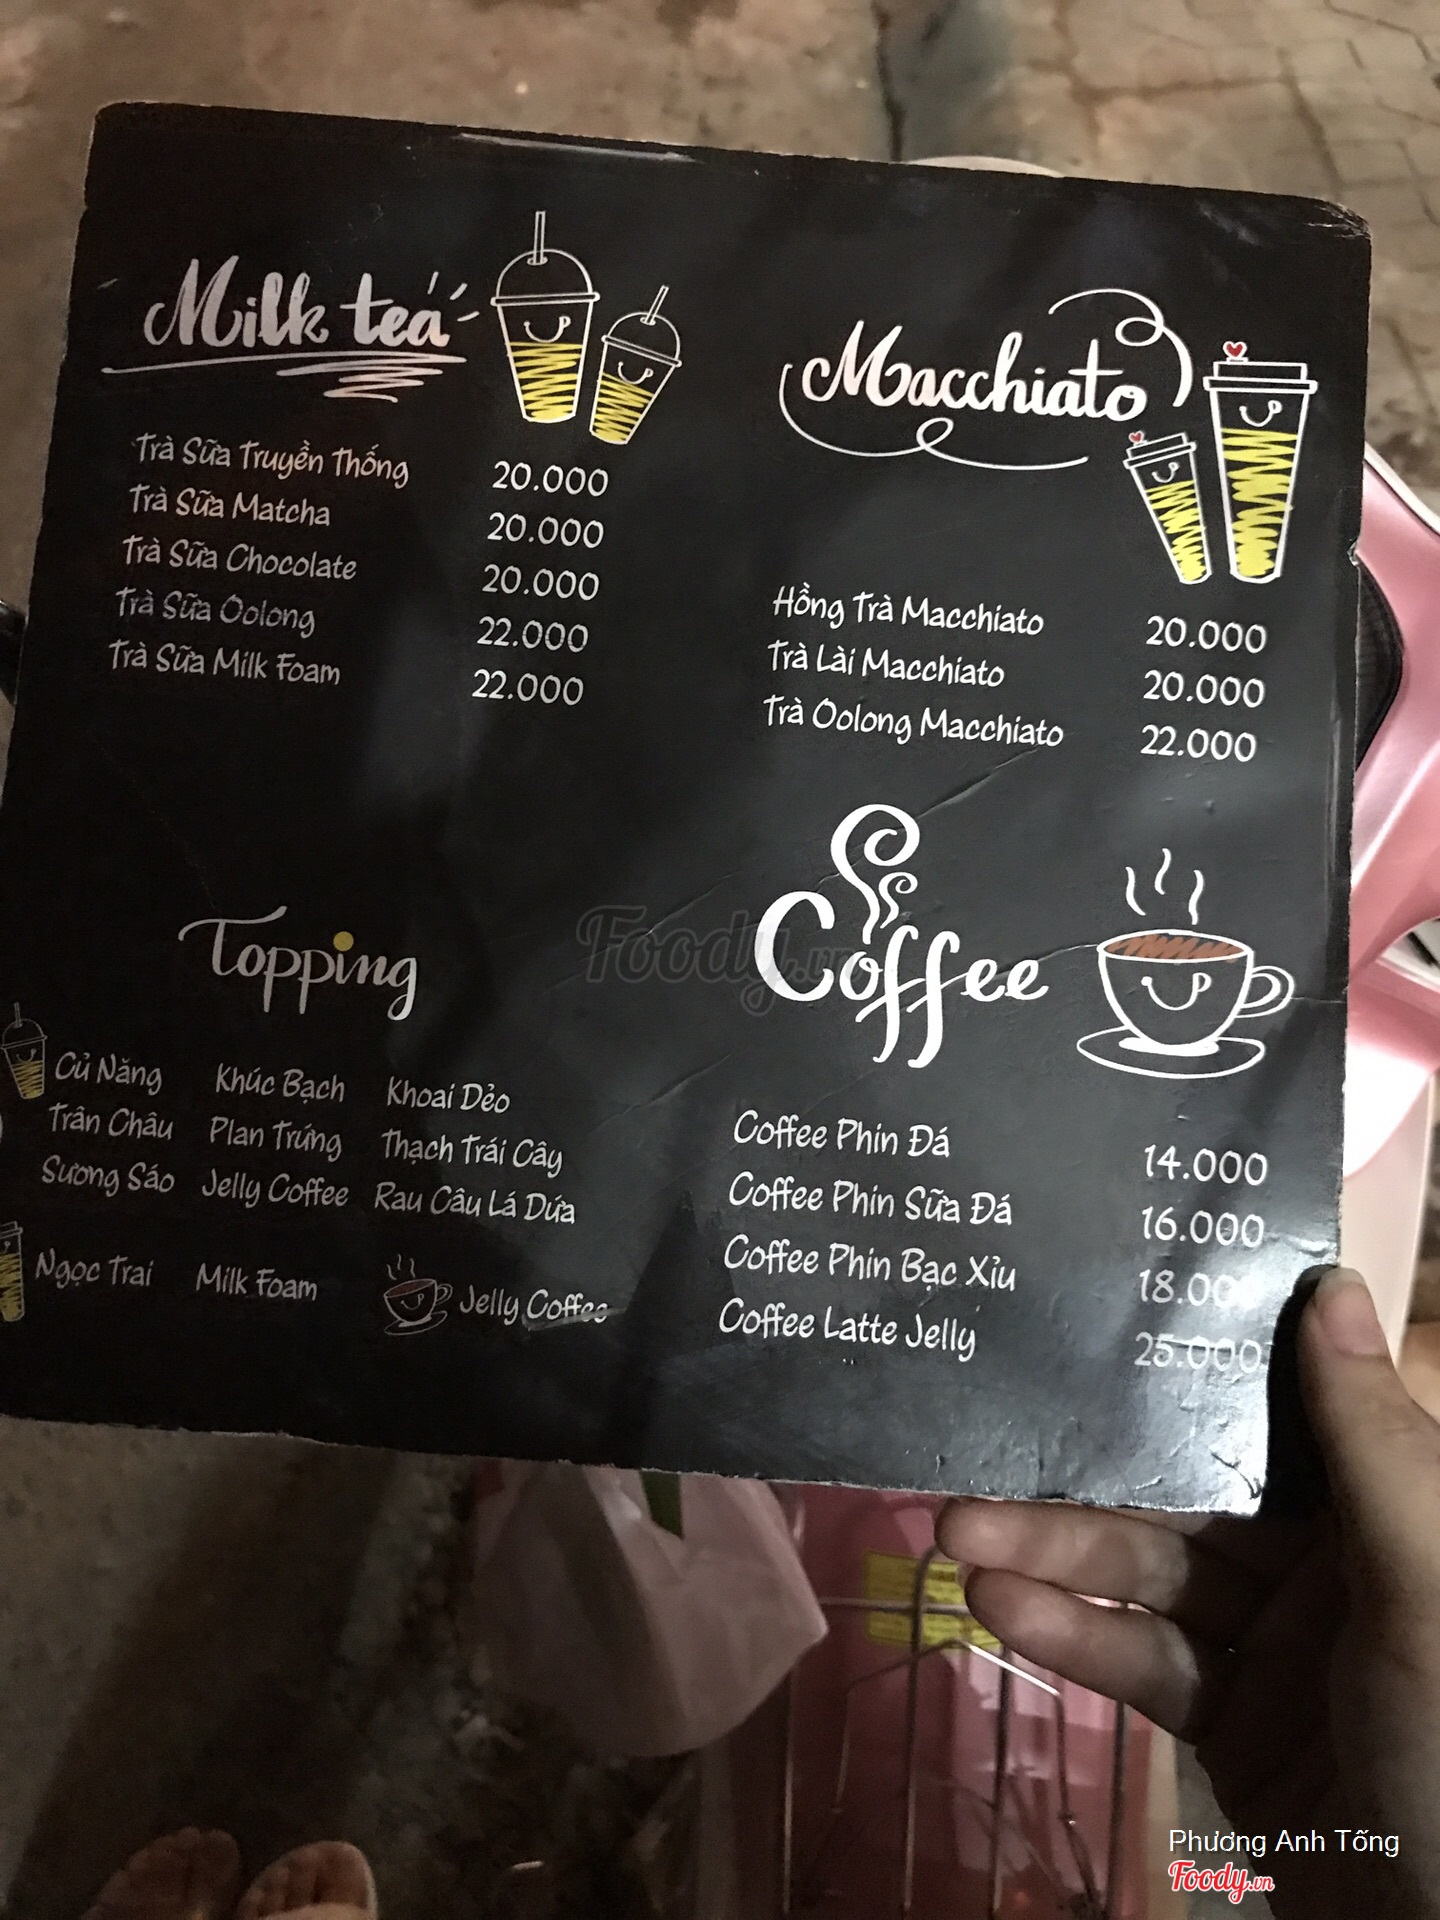 Milk tea
Trà Sữa Truyền Thống 20.000
Trà Sữa Matcha 20.000
Trà Sữa Chocolate 20.000
Trà Sữa Oolong 22.000
Trà Sữa Milk Foam 22.000
Macchiato
Hồng Trà Macchiato 20.000
Trà Lài Macchiato 20.000
Trà Oolong Macchiato 22.000
Topping
Củ Năng Khúc Bạch Khoai Dẻo
Trân Châu Plan Trứng Thạch Trái Cây
Sương Sáo Jelly Coffee Rau Câu Lá Dứa
Ngọc Trai Milk Foam Jelly Coffee
Coffee
Coffee Phin Đá 14.000
Coffee Phin Sữa Đá 16.000
Coffee Phin Bạc Xỉu 18.000
Coffee Latte Jelly 25.000
Foody.vn
Phương Anh Tống
Foody.vn